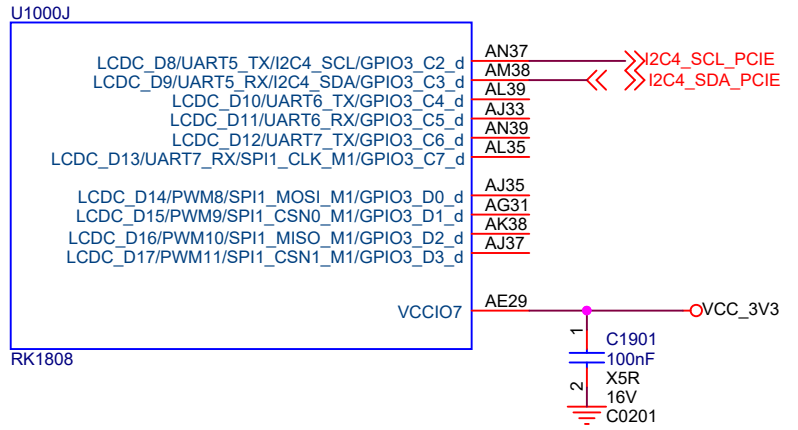 U1000J
LCDC_D8/UART5_TX/I2C4_SCL/GPIO3_C2_d AN37 I2C4_SCL_PCIE
LCDC_D9/UART5_RX/I2C4_SDA/GPIO3_C3_d AM38 I2C4_SDA_PCIE
LCDC_D10/UART6_TX/GPIO3_C4_d AL39
LCDC_D11/UART6_RX/GPIO3_C5_d AJ33
LCDC_D12/UART7_TX/GPIO3_C6_d AN39
LCDC_D13/UART7_RX/SPI1_CLK_M1/GPIO3_C7_d AL35
LCDC_D14/PWM8/SPI1_MOSI_M1/GPIO3_D0_d AJ35
LCDC_D15/PWM9/SPI1_CSN0_M1/GPIO3_D1_d AG31
LCDC_D16/PWM10/SPI1_MISO_M1/GPIO3_D2_d AK38
LCDC_D17/PWM11/SPI1_CSN1_M1/GPIO3_D3_d AJ37
VCCIO7 AE29 VCC_3V3
RK1808
1
2
C1901
100nF
X5R
16V
C0201